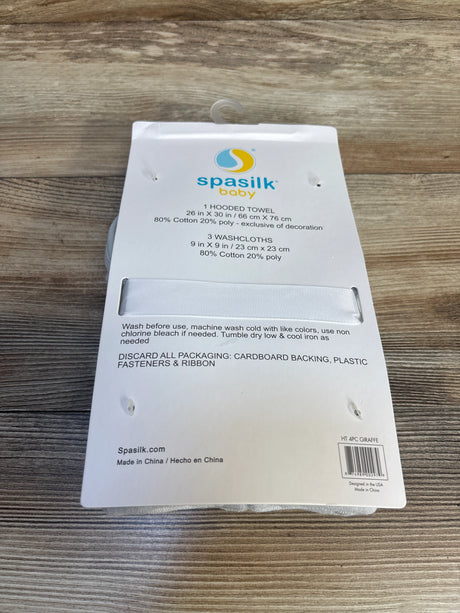 spasilk®
baby
1 HOODED TOWEL
26 in X 30 in / 66 cm X 76 cm
80% Cotton 20% poly - exclusive of decoration
3 WASHCLOTHS
9 in X 9 in / 23 cm x 23 cm
80% Cotton 20% poly
Wash before use, machine wash cold with like colors, use non
chlorine bleach if needed. Tumble dry low & cool iron as
needed
DISCARD ALL PACKAGING: CARDBOARD BACKING, PLASTIC
FASTENERS & RIBBON
Spasilk.com
Made in China / Hecho en China
HT 4PC GIRAFFE
Designed in the USA
Made in China